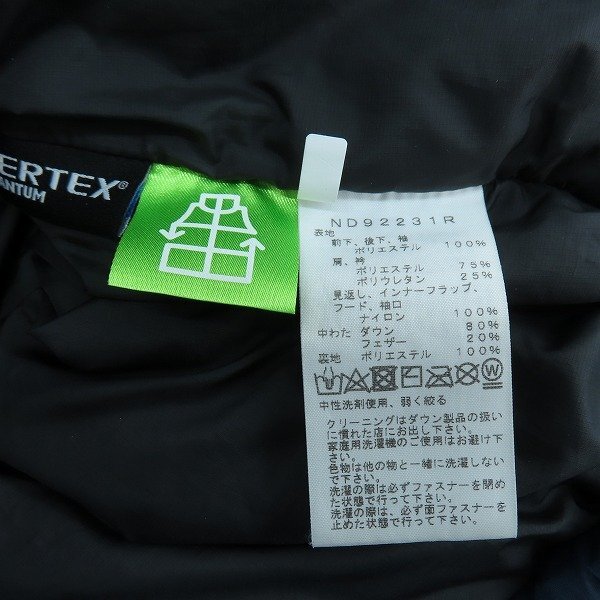 ERTEX®
ANTUM
ND92231R
表地
前下、後下、袖
ポリエステル 100%
肩、衿
ポリエステル 75%
ポリウレタン 25%
見返し、インナーフラップ、
フード、袖口
ナイロン 100%
中わた ダウン 80%
フェザー 20%
裏地 ポリエステル 100%
W
中性洗剤使用、弱く絞る
クリーニングはダウン製品の扱い
に慣れた店にお出し下さい。
家庭用洗濯機のご使用はお避け下
さい。
色物は他の物と一緒に洗濯しない
で下さい。
洗濯の際は必ずファスナーを閉め
た状態で行って下さい。
洗濯の際は、必ず面ファスナーを
止めた状態で行って下さい。